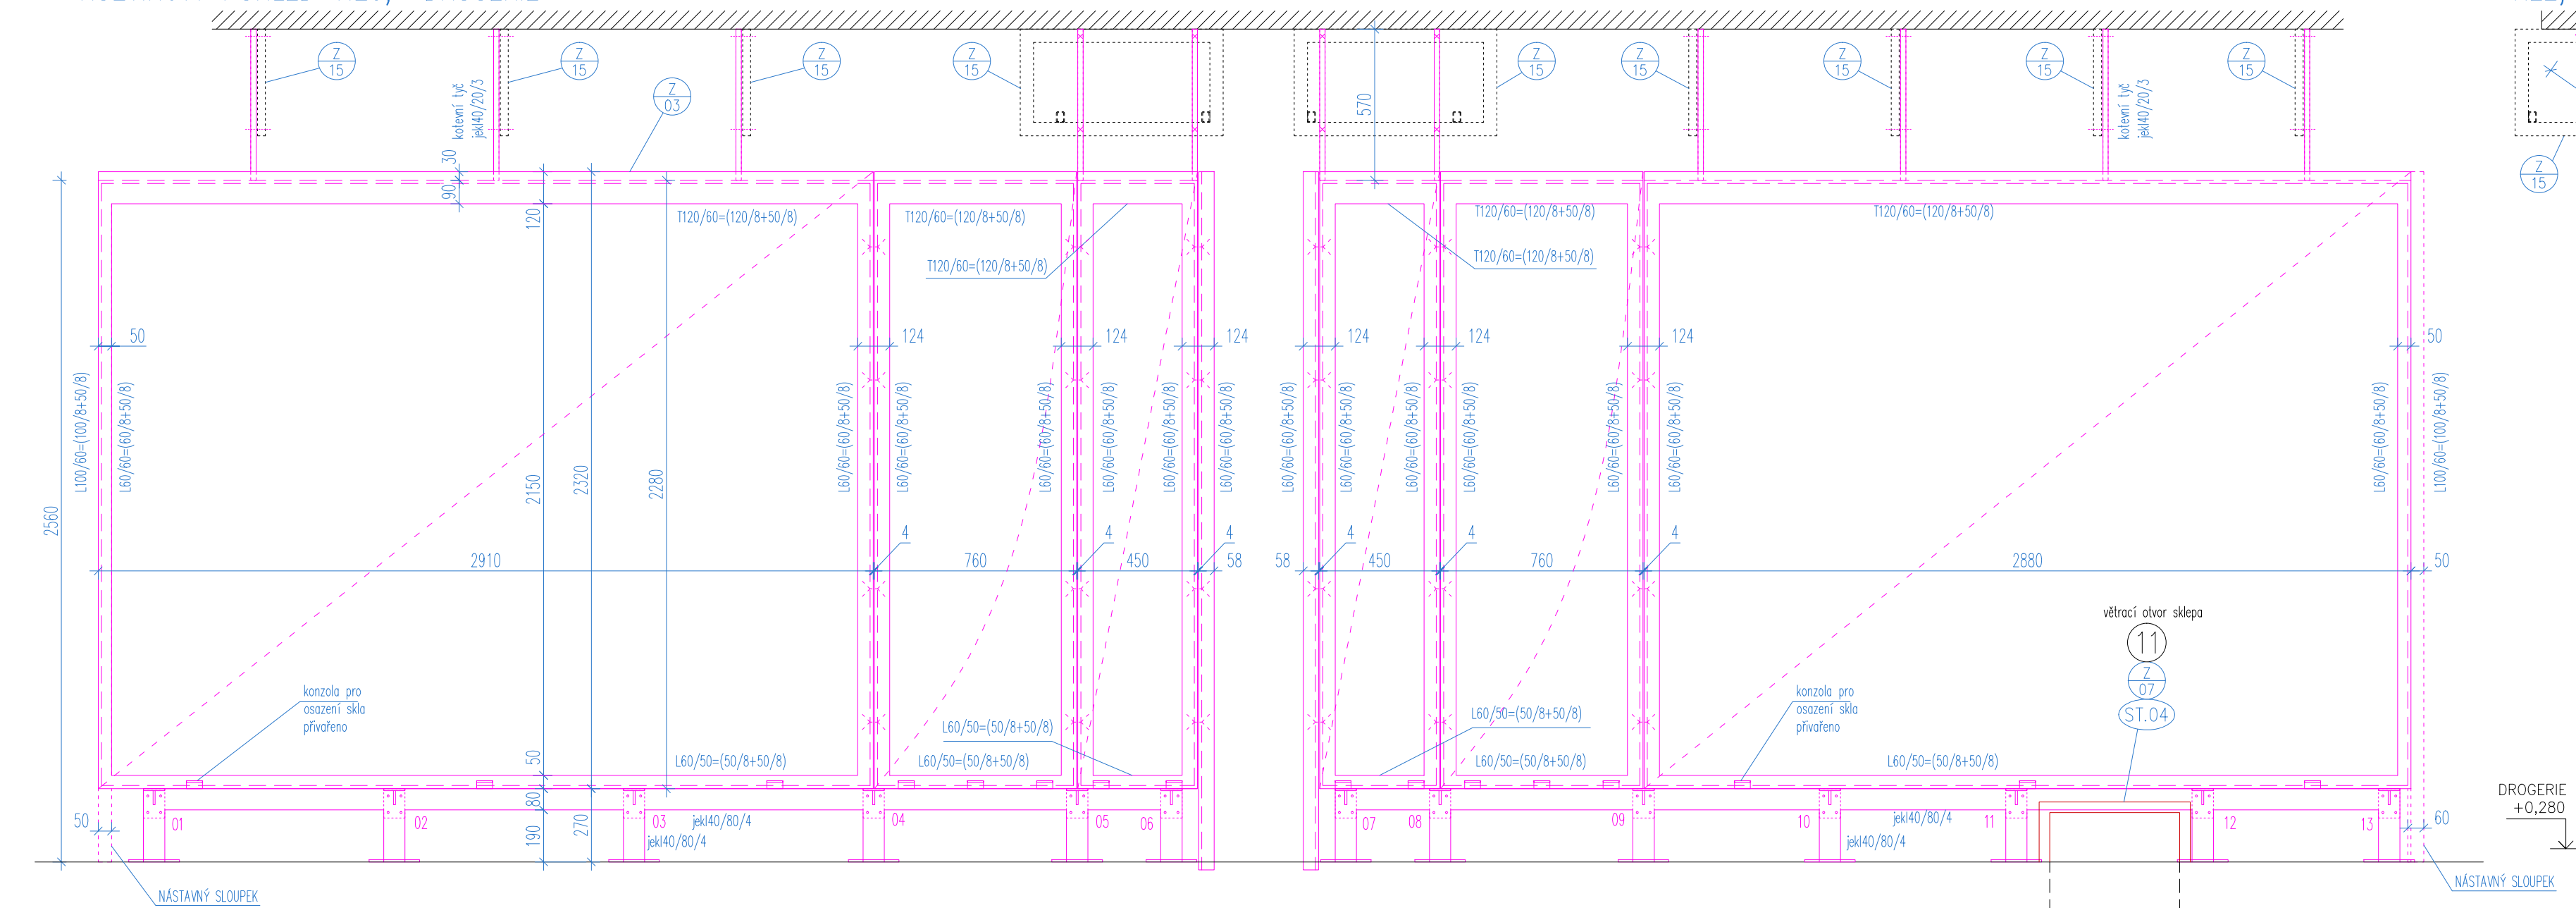 Z
15
Z
15
Z
15
Z
15
Z
15
Z
15
Z
15
Z
15
Z
15
Z
15
Z
03
kotevní tyč
jekl40/20/3
kotevní tyč
jekl40/20/3
570
30
90
120
T120/60=(120/8+50/8)
T120/60=(120/8+50/8)
T120/60=(120/8+50/8)
T120/60=(120/8+50/8)
T120/60=(120/8+50/8)
T120/60=(120/8+50/8)
50
124
124
124
124
124
124
50
L100/60=(100/8+50/8)
L60/60=(60/8+50/8)
L60/60=(60/8+50/8)
L60/60=(60/8+50/8)
L60/60=(60/8+50/8)
L60/60=(60/8+50/8)
L60/60=(60/8+50/8)
L60/60=(60/8+50/8)
L60/60=(60/8+50/8)
L60/60=(60/8+50/8)
L60/60=(60/8+50/8)
L60/60=(60/8+50/8)
L60/60=(60/8+50/8)
L60/60=(60/8+50/8)
L60/60=(60/8+50/8)
L100/60=(100/8+50/8)
2560
2150
2320
2280
4
4
4
4
4
4
2910
760
450
58
58
450
760
2880
50
větrací otvor sklepa
11
Z
07
ST.04
konzola pro
osazení skla
přivařeno
konzola pro
osazení skla
přivařeno
L60/50=(50/8+50/8)
L60/50=(50/8+50/8)
L60/50=(50/8+50/8)
L60/50=(50/8+50/8)
L60/50=(50/8+50/8)
L60/50=(50/8+50/8)
50
80
190
270
50
01
02
03
04
05
06
07
08
09
10
11
12
13
60
jekl40/80/4
jekl40/80/4
jekl40/80/4
jekl40/80/4
DROGERIE
+0,280
NÁSTAVNÝ SLOUPEK
NÁSTAVNÝ SLOUPEK